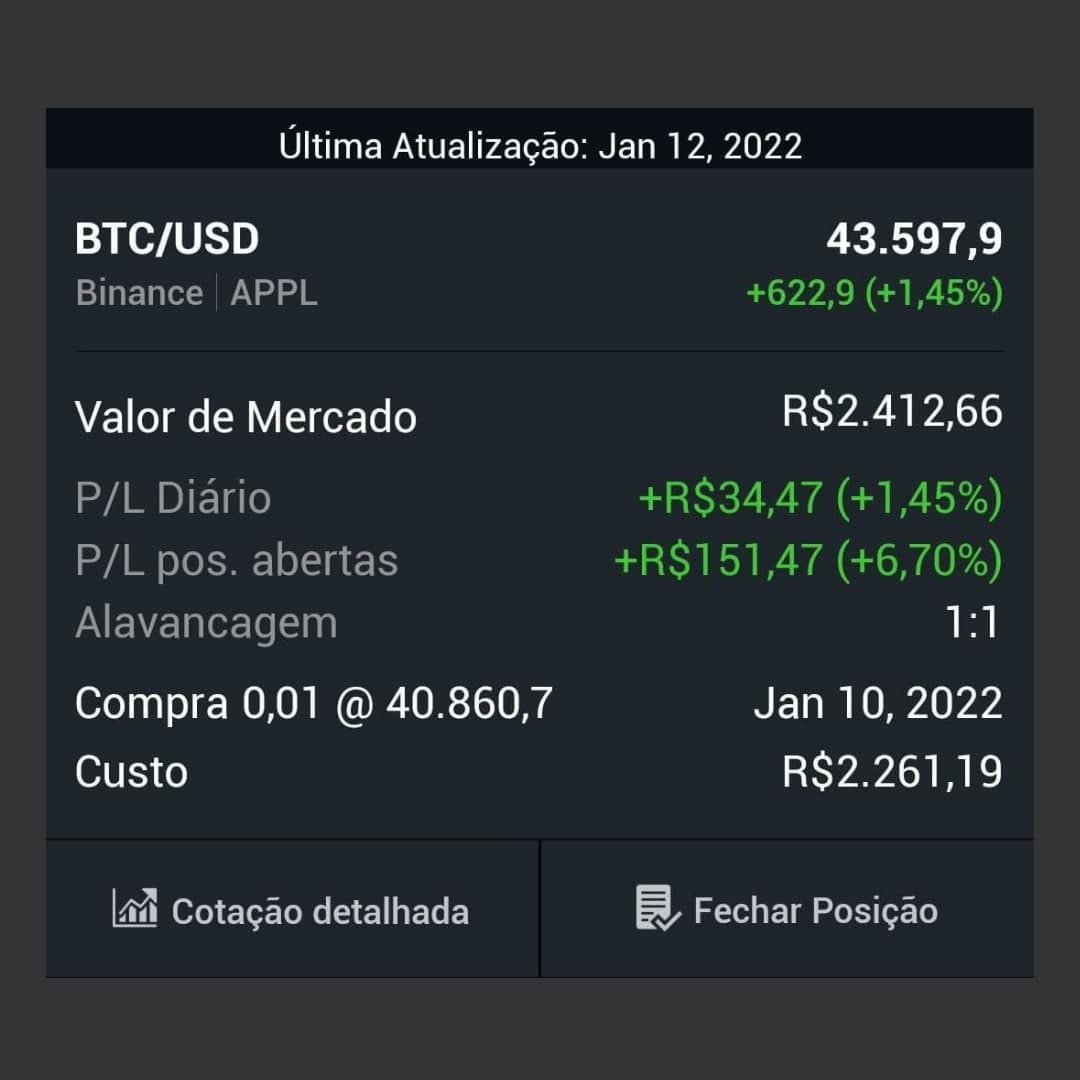 Última Atualização: Jan 12, 2022
BTC/USD 43.597,9
Binance | APPL +622,9 (+1,45%)
Valor de Mercado R$2.412,66
P/L Diário +R$34,47 (+1,45%)
P/L pos. abertas +R$151,47 (+6,70%)
Alavancagem 1:1
Compra 0,01 @ 40.860,7 Jan 10, 2022
Custo R$2.261,19
Cotação detalhada Fechar Posição